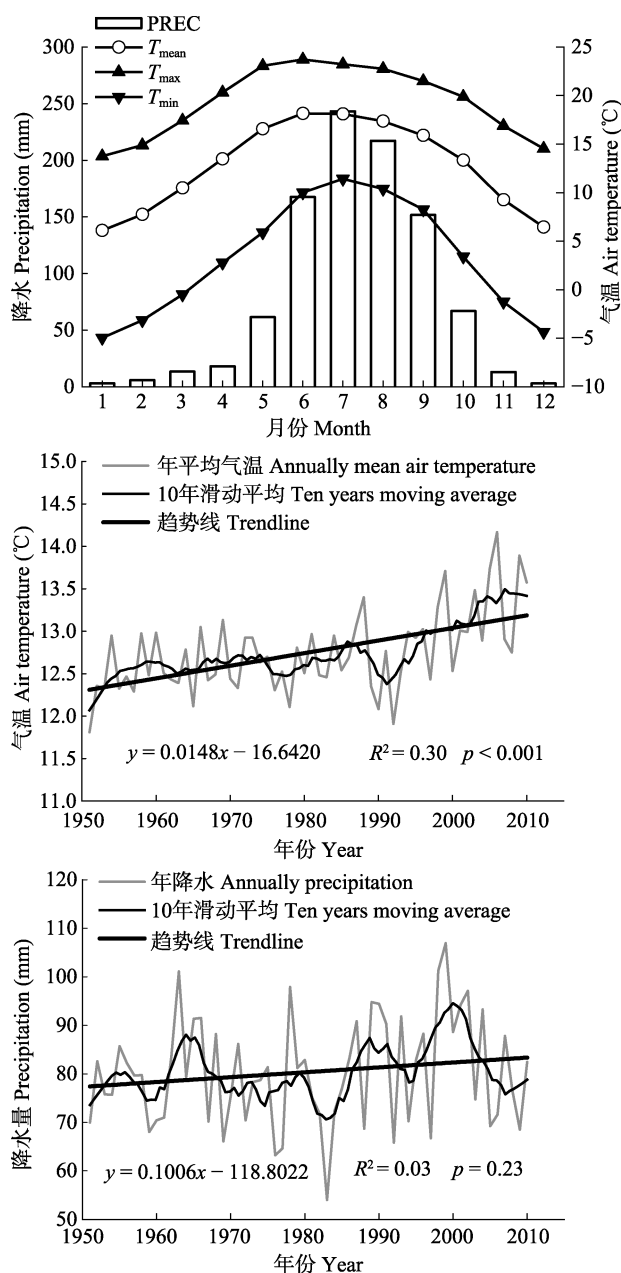 PREC
Tmean
Tmax
Tmin
降水 Precipitation (mm)
300
250
200
150
100
50
0
25
20
15
10
5
0
−5
−10
气温 Air temperature (℃)
1 2 3 4 5 6 7 8 9 10 11 12
月份 Month
年平均气温 Annually mean air temperature
10年滑动平均 Ten years moving average
趋势线 Trendline
气温 Air temperature (℃)
15.0
14.0
13.5
13.0
12.5
12.0
11.5
11.0
y = 0.0148x − 16.6420 R² = 0.30 p < 0.001
1950 1960 1970 1980 1990 2000 2010
年份 Year
年降水 Annually precipitation
10年滑动平均 Ten years moving average
趋势线 Trendline
降水量 Precipitation (mm)
120
110
100
90
80
70
60
50
y = 0.1006x − 118.8022 R² = 0.03 p = 0.23
1950 1960 1970 1980 1990 2000 2010
年份 Year